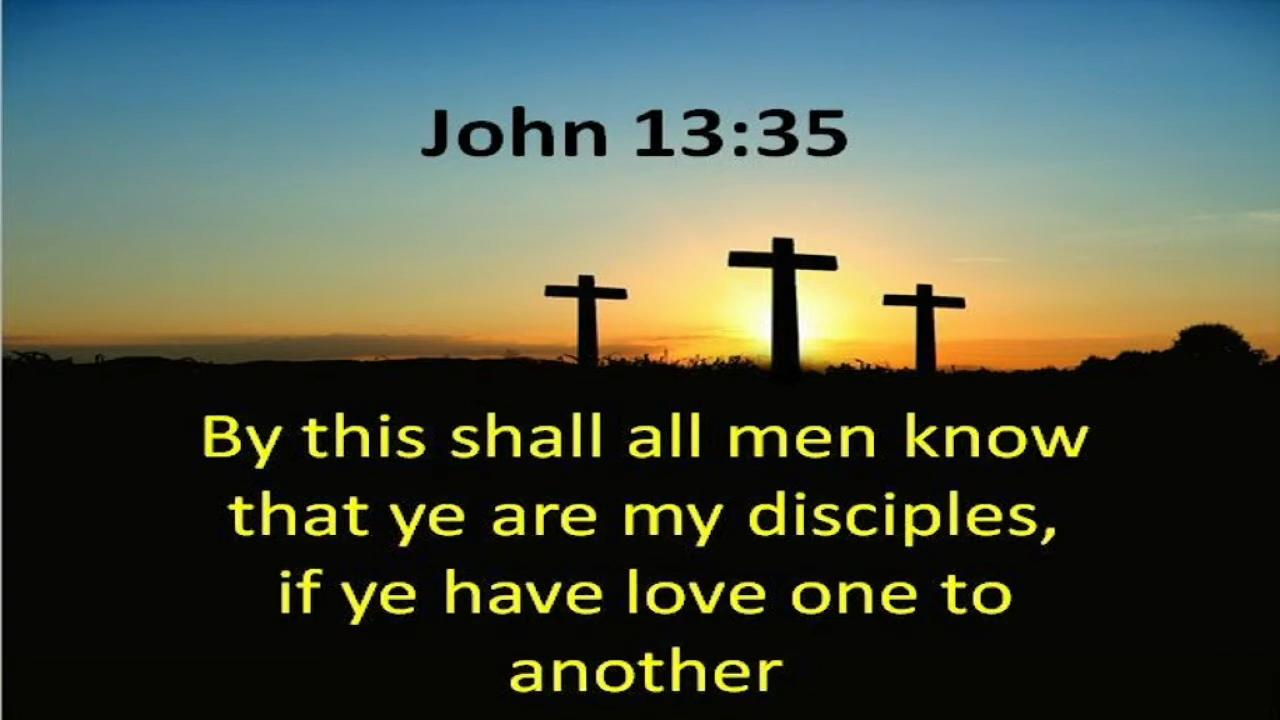 John 13:35
By this shall all men know
that ye are my disciples,
if ye have love one to
another